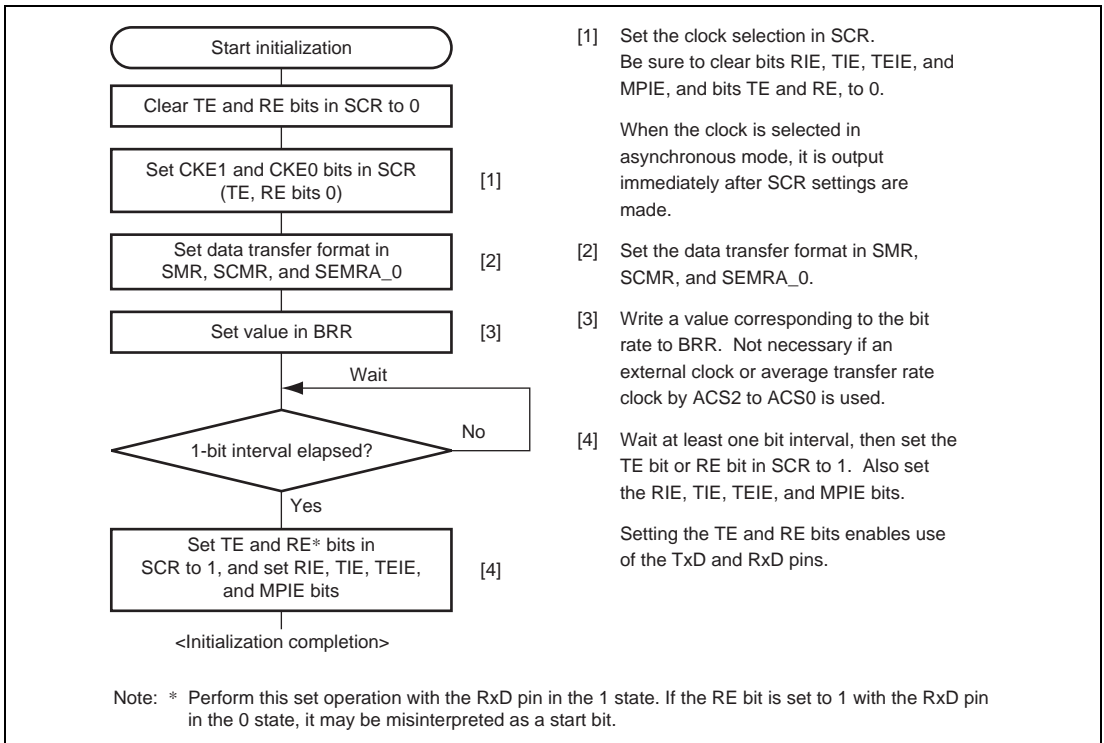 Start initialization
Clear TE and RE bits in SCR to 0
Set CKE1 and CKE0 bits in SCR
(TE, RE bits 0)
[1]
Set data transfer format in
SMR, SCMR, and SEMRA_0
[2]
Set value in BRR
[3]
Wait
1-bit interval elapsed?
No
Yes
Set TE and RE* bits in
SCR to 1, and set RIE, TIE, TEIE,
and MPIE bits
[4]
<Initialization completion>
[1] Set the clock selection in SCR.
Be sure to clear bits RIE, TIE, TEIE, and
MPIE, and bits TE and RE, to 0.
When the clock is selected in
asynchronous mode, it is output
immediately after SCR settings are
made.
[2] Set the data transfer format in SMR,
SCMR, and SEMRA_0.
[3] Write a value corresponding to the bit
rate to BRR. Not necessary if an
external clock or average transfer rate
clock by ACS2 to ACS0 is used.
[4] Wait at least one bit interval, then set the
TE bit or RE bit in SCR to 1. Also set
the RIE, TIE, TEIE, and MPIE bits.
Setting the TE and RE bits enables use
of the TxD and RxD pins.
Note: * Perform this set operation with the RxD pin in the 1 state. If the RE bit is set to 1 with the RxD pin
in the 0 state, it may be misinterpreted as a start bit.